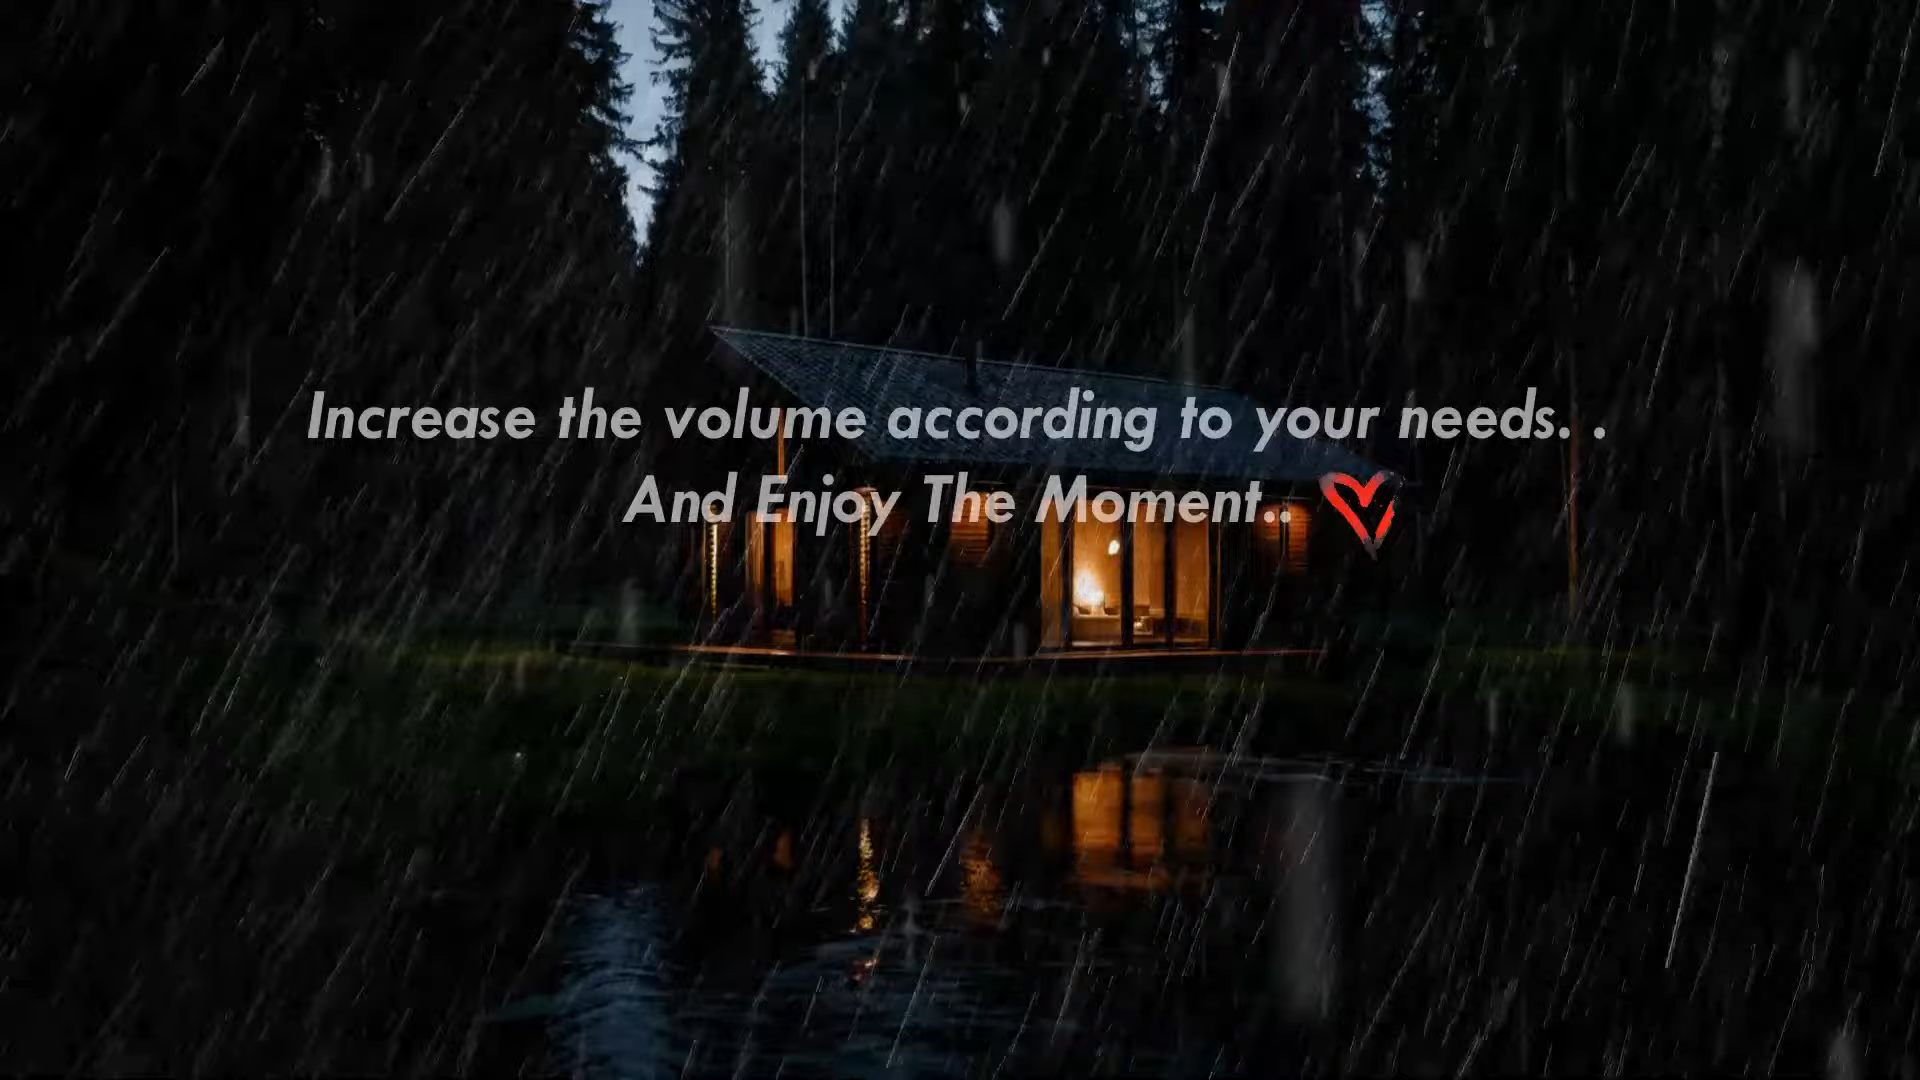 Increase the volume according to your needs. .
And Enjoy The Moment..